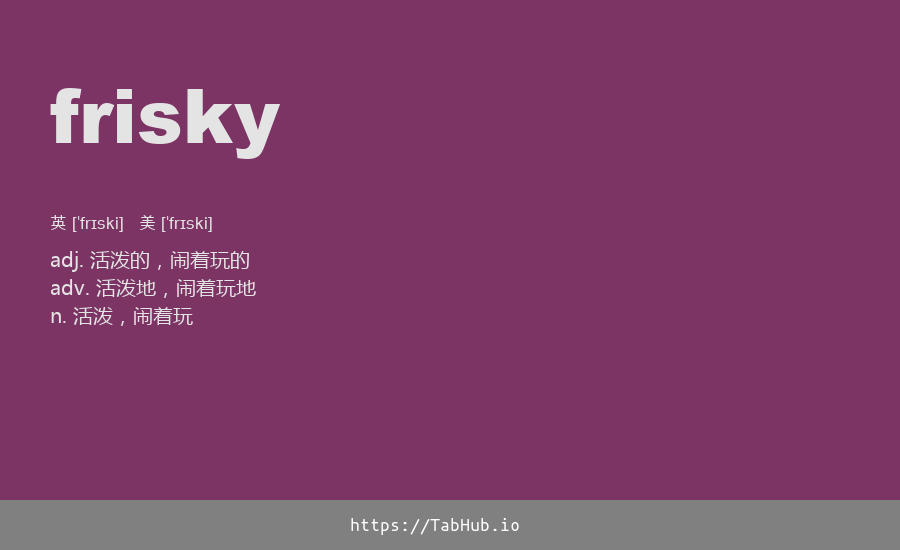 frisky
英 [ˈfrɪski] 美 [ˈfrɪski]
adj. 活泼的，闹着玩的
adv. 活泼地，闹着玩地
n. 活泼，闹着玩
https://TabHub.io